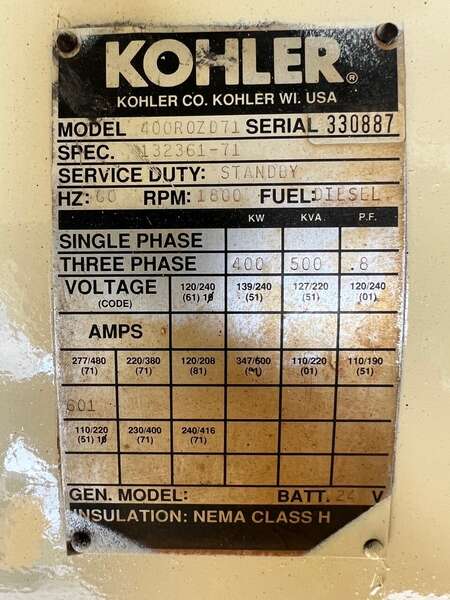 KOHLER®
KOHLER CO. KOHLER WI. USA
MODEL 400ROZD71 SERIAL 330887
SPEC. 132361-71
SERVICE DUTY: STANDBY
HZ: 60 RPM: 1800 FUEL: DIESEL
KW KVA. P.F.
SINGLE PHASE
THREE PHASE 400 500 .8
VOLTAGE 120/240 139/240 127/220 120/240
(CODE) (61) 1ϕ (51) (51) (01)
AMPS
277/480 220/380 120/208 347/600 110/220 110/190
(71) (71) (81) (91) (01) (51)
601
110/220 230/400 240/416
(51) 1ϕ (71) (71)
GEN. MODEL: BATT. 24 V
INSULATION: NEMA CLASS H